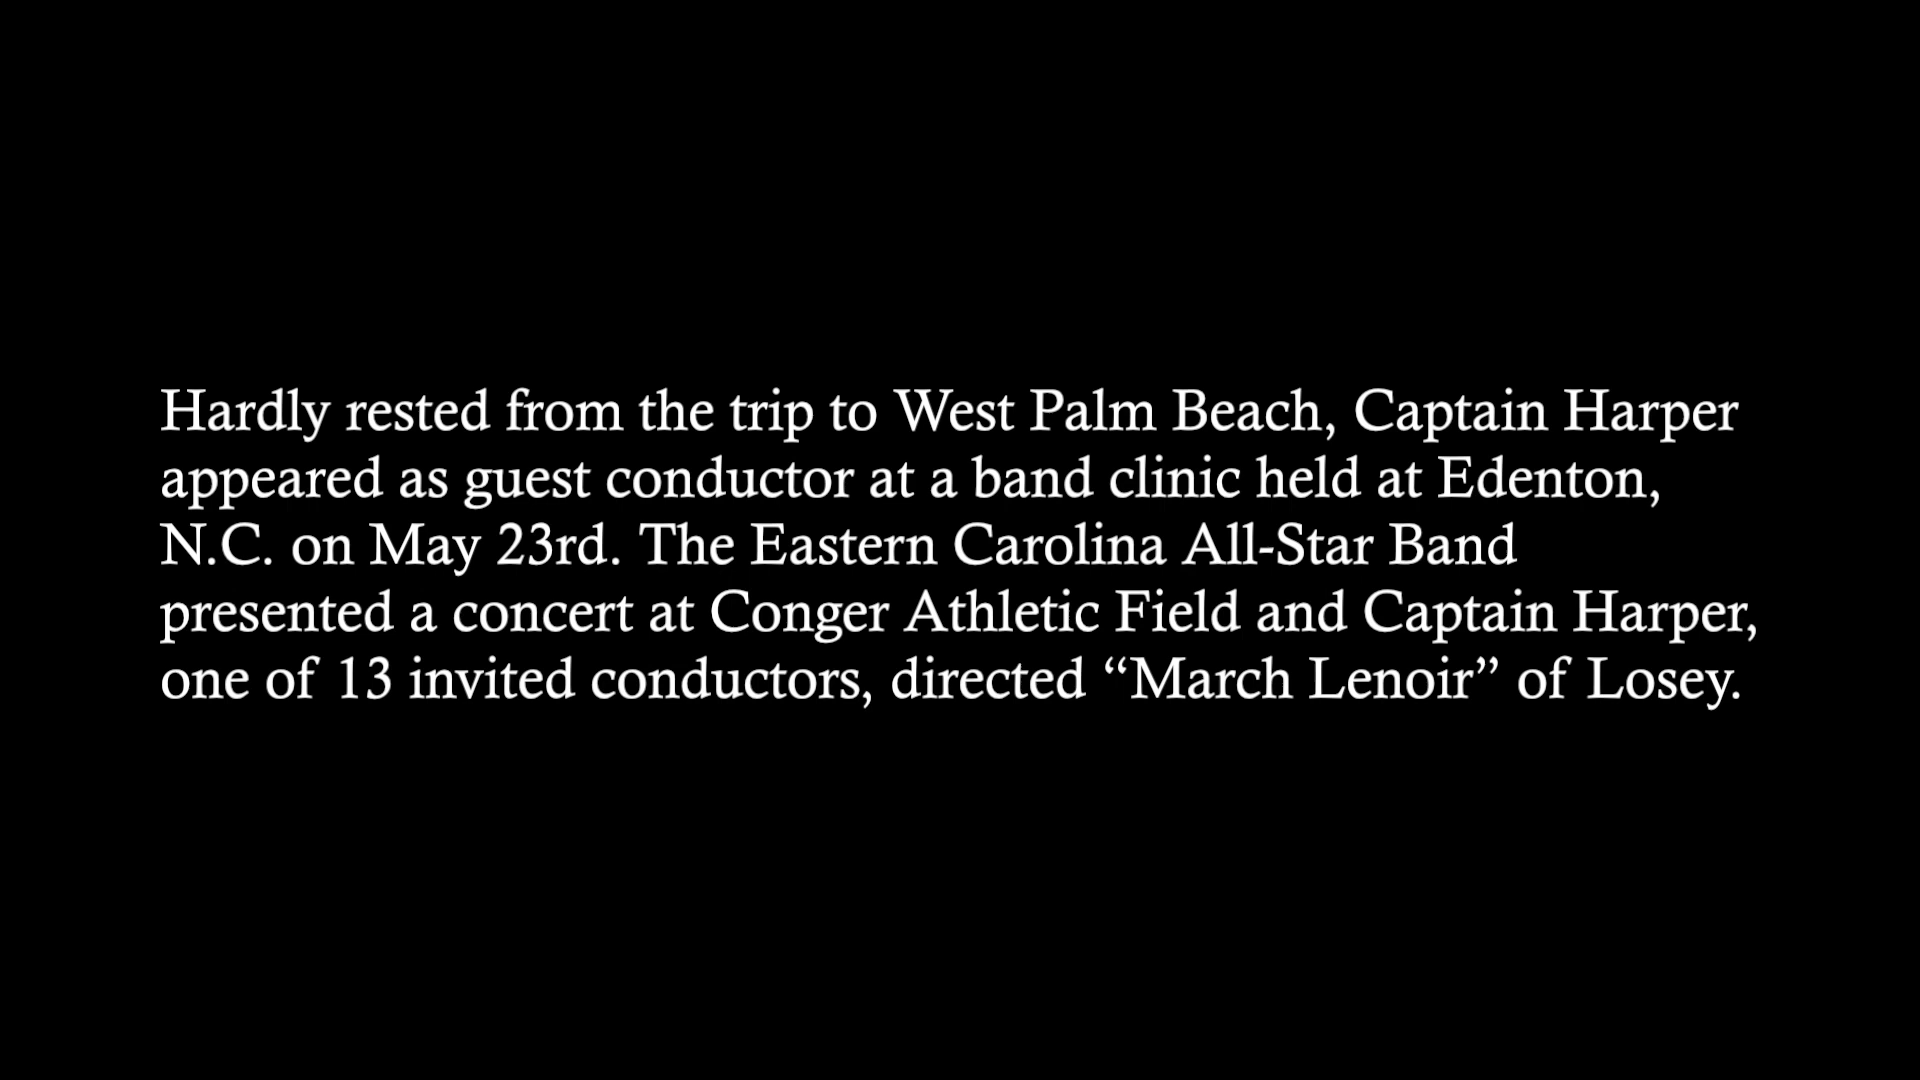 Hardly rested from the trip to West Palm Beach, Captain Harper
appeared as guest conductor at a band clinic held at Edenton,
N.C. on May 23rd. The Eastern Carolina All-Star Band
presented a concert at Conger Athletic Field and Captain Harper,
one of 13 invited conductors, directed “March Lenoir” of Losey.